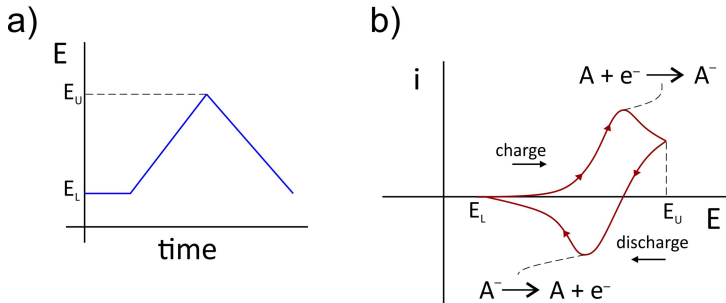 a)
E
E_U
E_L
time
b)
i
A + e⁻ → A⁻
charge
E_L
E_U
E
discharge
A⁻ → A + e⁻